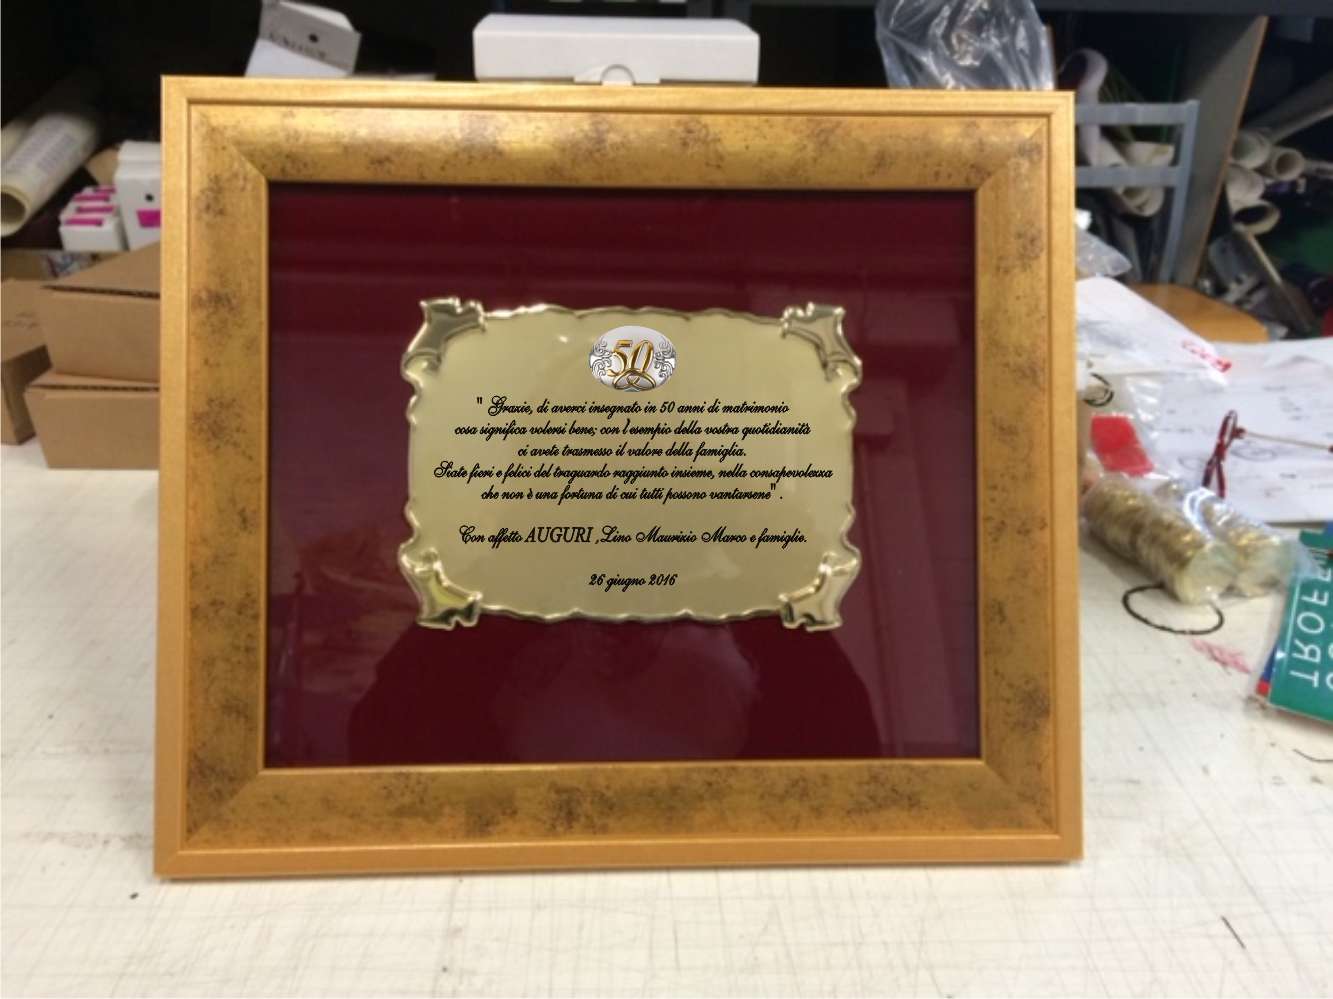 50
" Grazie, di averci insegnato in 50 anni di matrimonio
cosa significa volersi bene; con l'esempio della vostra quotidianità
ci avete trasmesso il valore della famiglia.
Siate fieri e felici del traguardo raggiunto insieme, nella consapevolezza
che non è una fortuna di cui tutti possono vantarsene" .
Con affetto AUGURI ,Lino Maurizio Marco e famiglie.
26 giugno 2016
TROFE